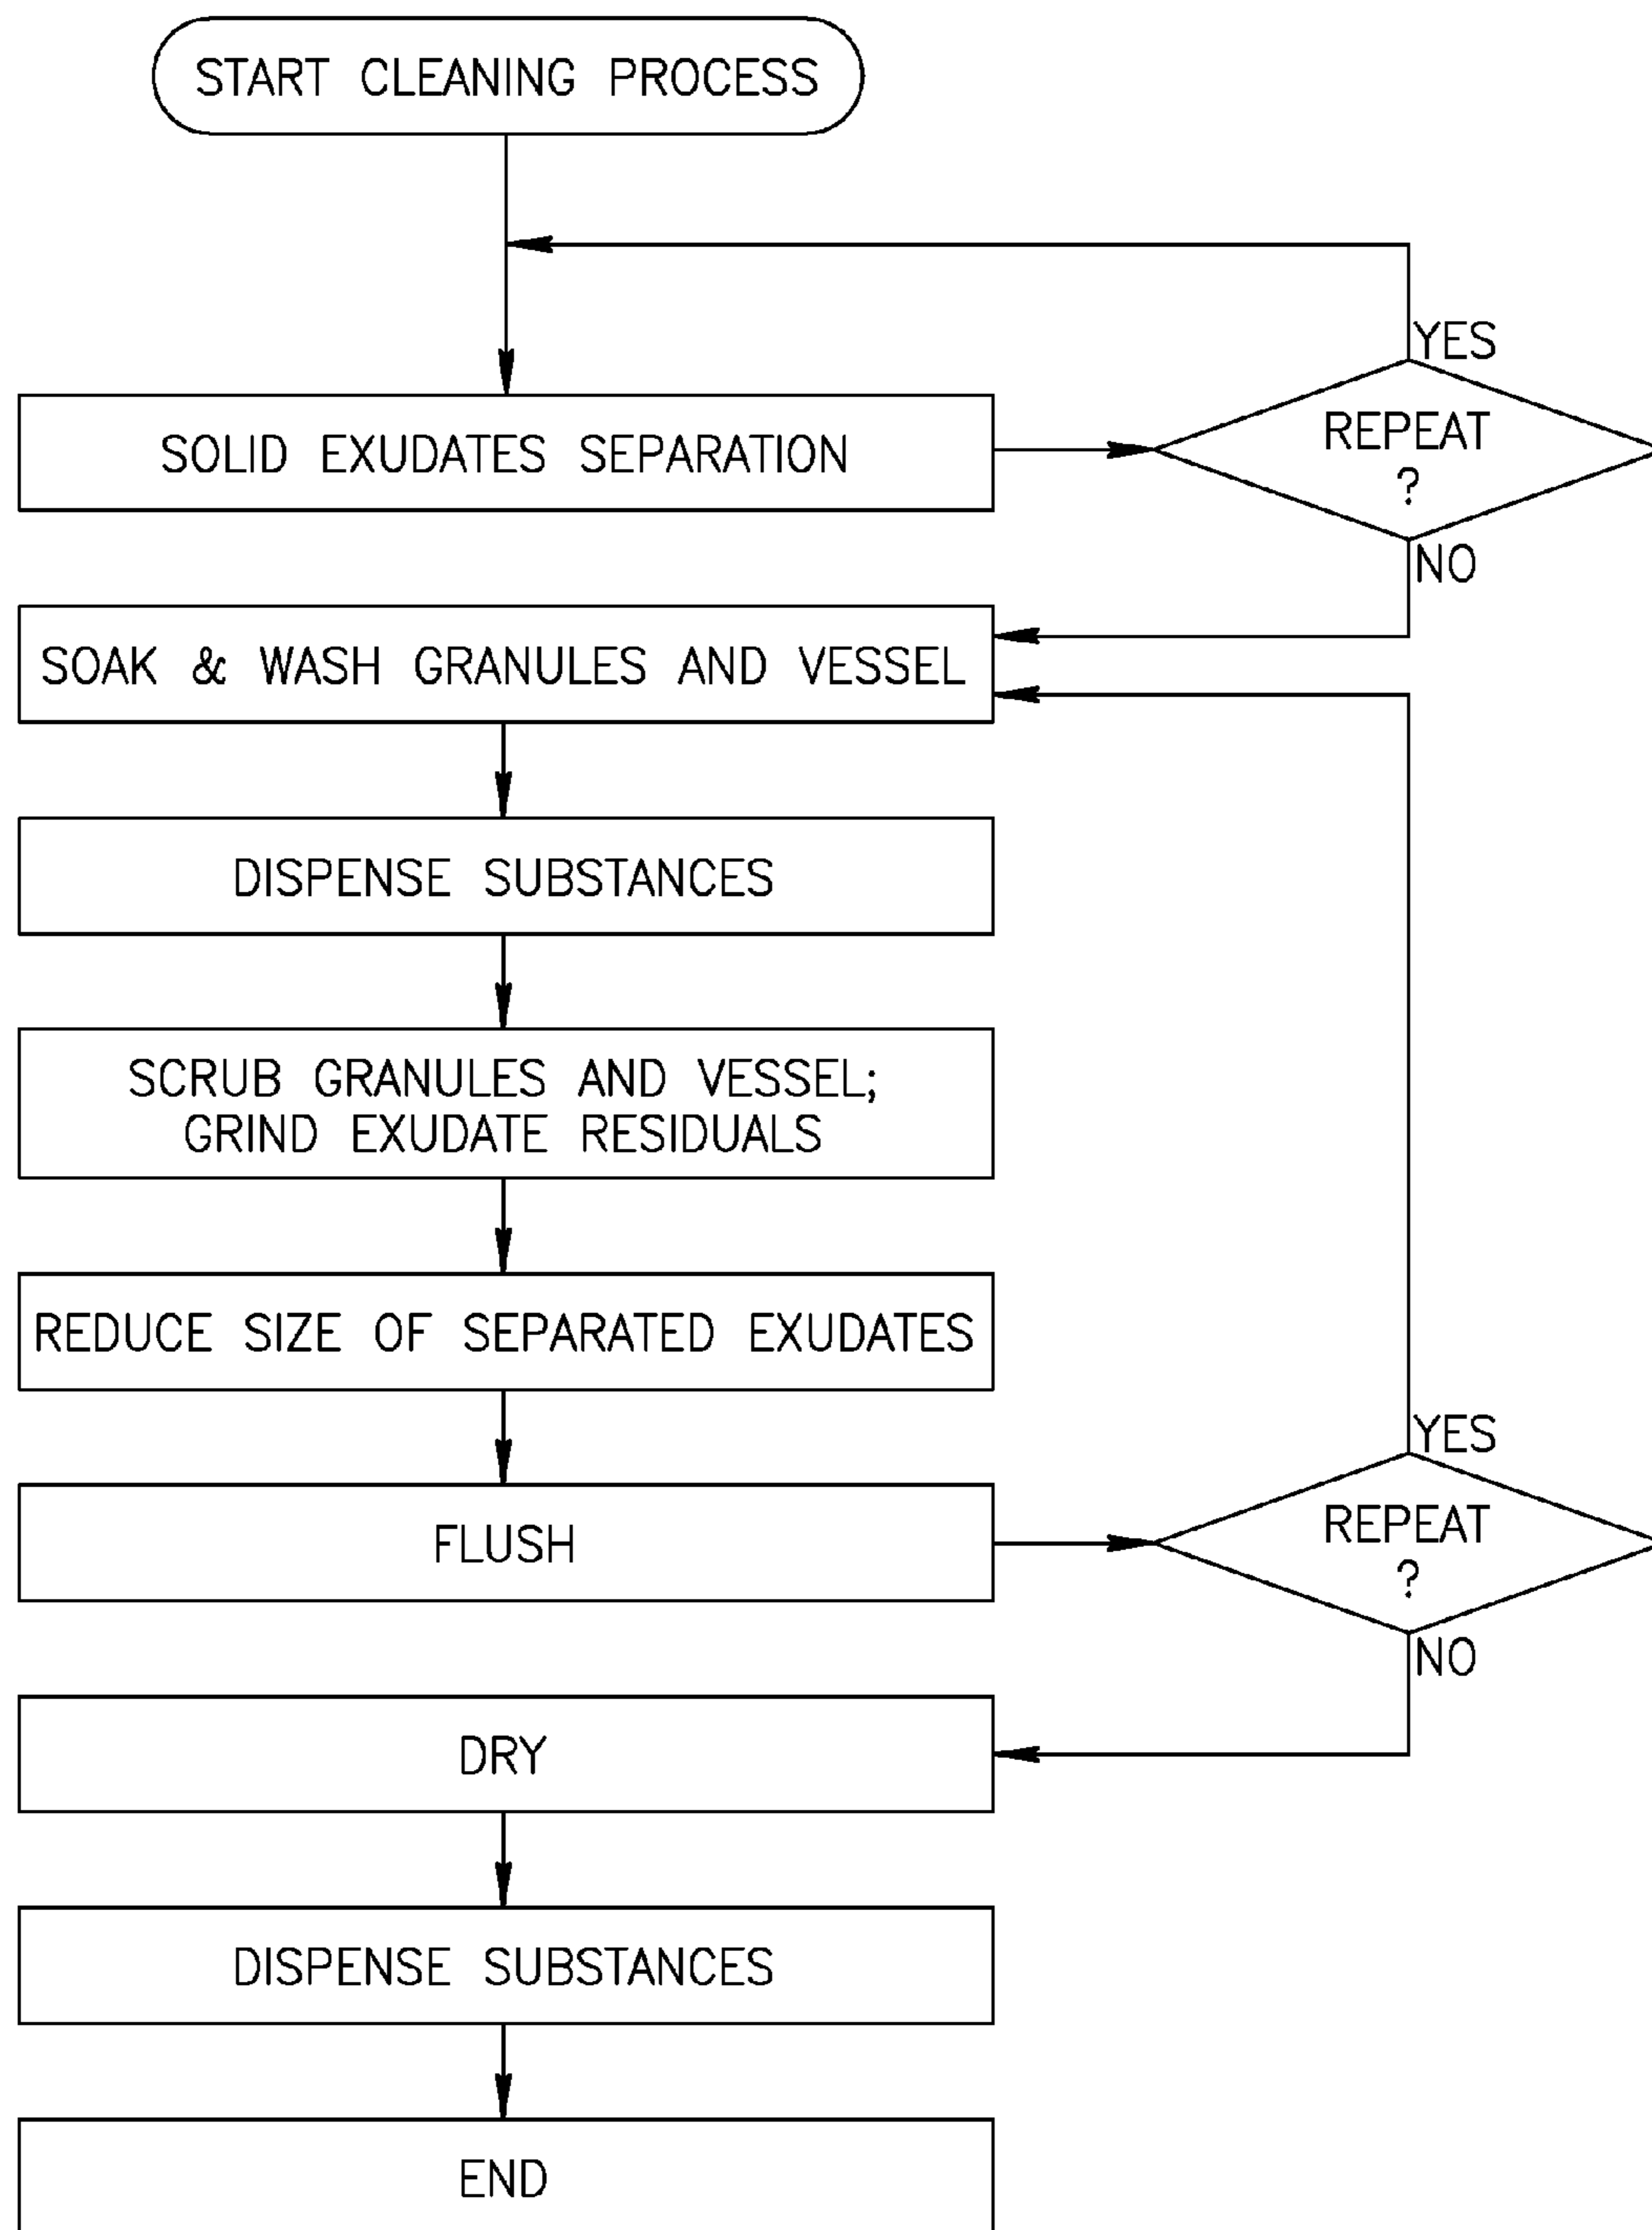 START CLEANING PROCESS
YES
SOLID EXUDATES SEPARATION
REPEAT
?
NO
SOAK & WASH GRANULES AND VESSEL
DISPENSE SUBSTANCES
SCRUB GRANULES AND VESSEL;
GRIND EXUDATE RESIDUALS
REDUCE SIZE OF SEPARATED EXUDATES
YES
FLUSH
REPEAT
?
NO
DRY
DISPENSE SUBSTANCES
END